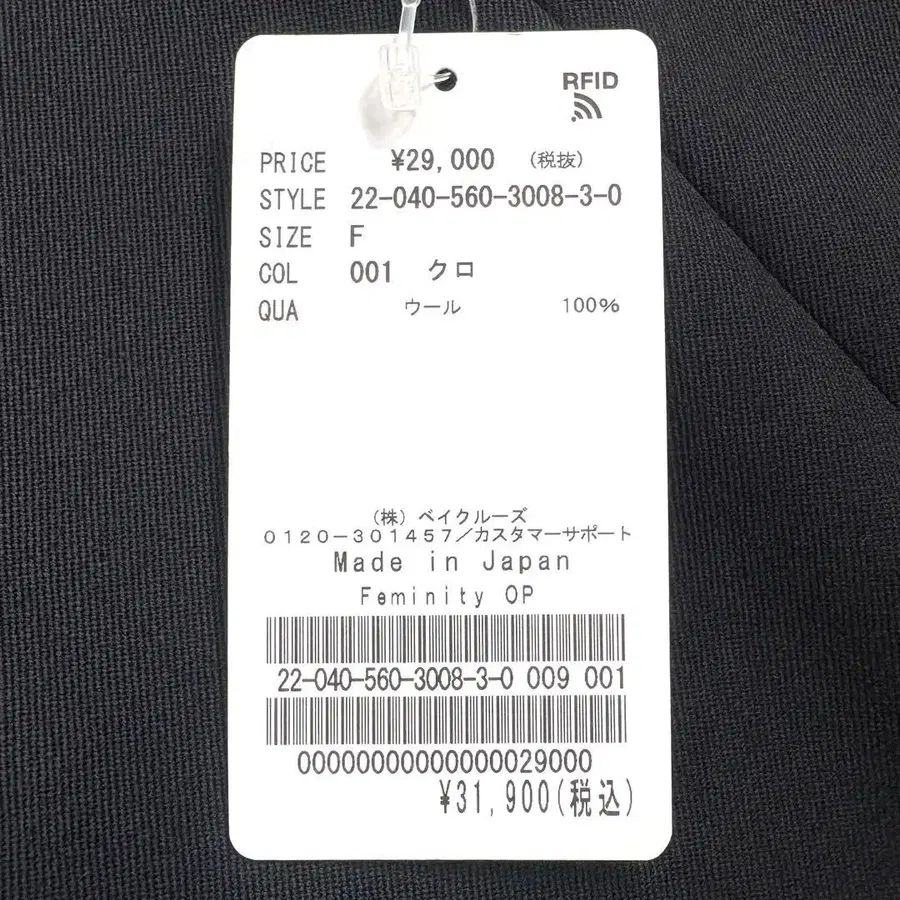 RFID
PRICE ¥29,000 (税抜)
STYLE 22-040-560-3008-3-0
SIZE F
COL 001 クロ
QUA ウール 100%
(株) ベイクルーズ
0120-301457/カスタマーサポート
Made in Japan
Feminity OP
22-040-560-3008-3-0 009 001
00000000000000029000
¥31,900(税込)